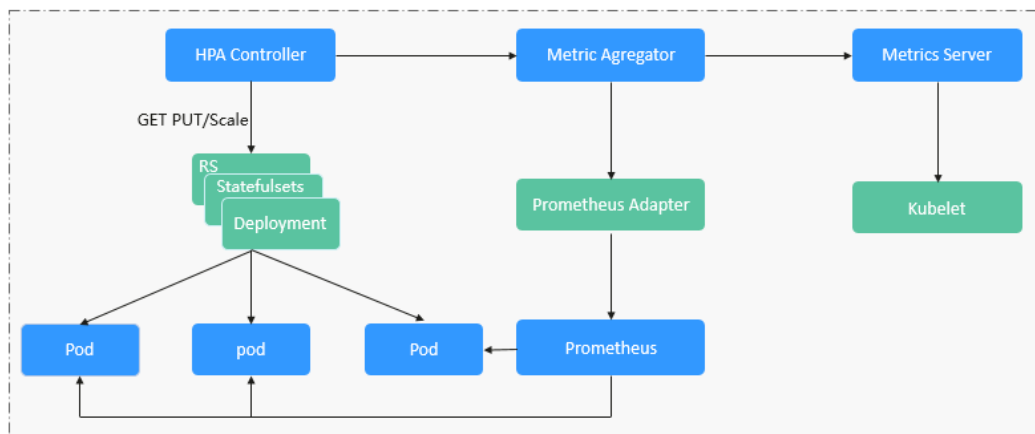 HPA Controller
Metric Agregator
Metrics Server
GET PUT/Scale
RS
Statefulsets
Deployment
Prometheus Adapter
Kubelet
Pod
pod
Pod
Prometheus